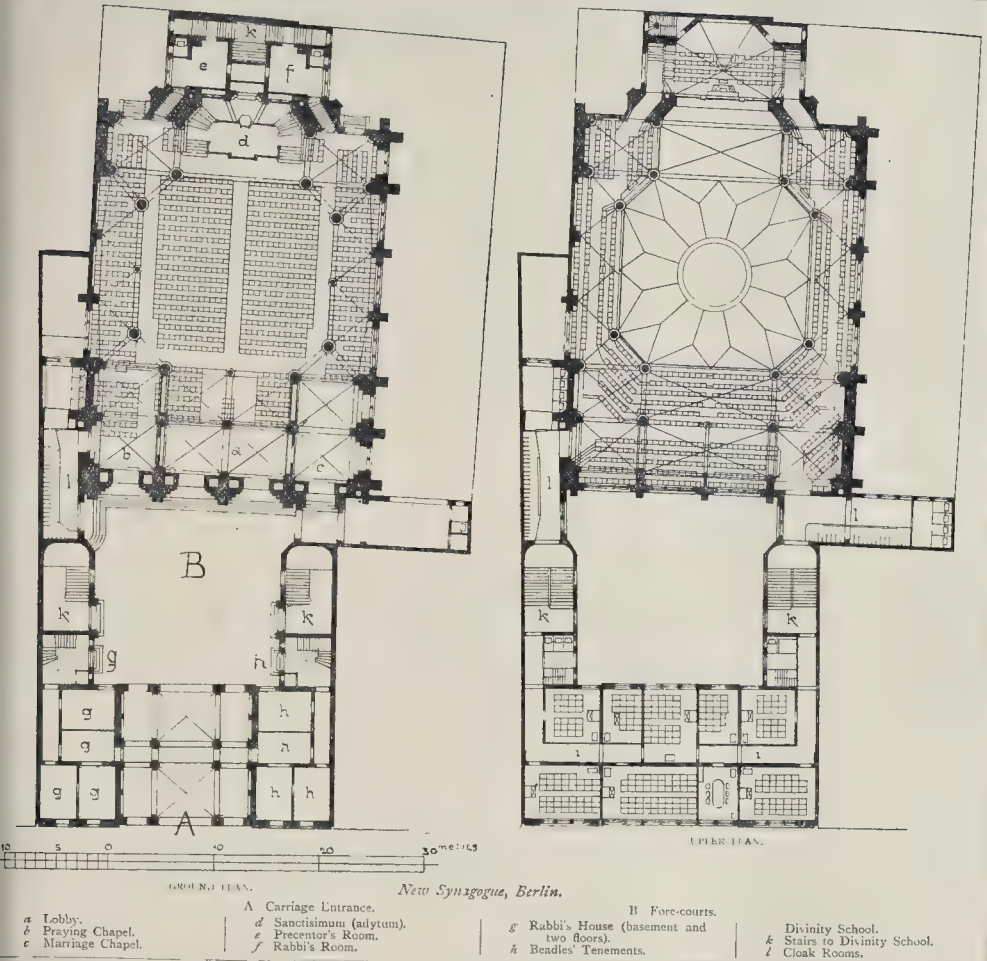 k
e
f
d
b
a
c
l
l
l
B
k
k
k
k
g
h
g
h
g
h
i
i
g
g
h
h
A
10 5 0 10 20 30 metres
GROUND PLAN.
UPPER PLAN.
New Synagogue, Berlin.
A Carriage Entrance.
B Fore-courts.
a Lobby.
b Praying Chapel.
c Marriage Chapel.
d Sanctisimum (adytum).
e Precentor's Room.
f Rabbi's Room.
g Rabbi's House (basement and
two floors).
h Beadles' Tenements.
Divinity School.
k Stairs to Divinity School.
l Cloak Rooms.